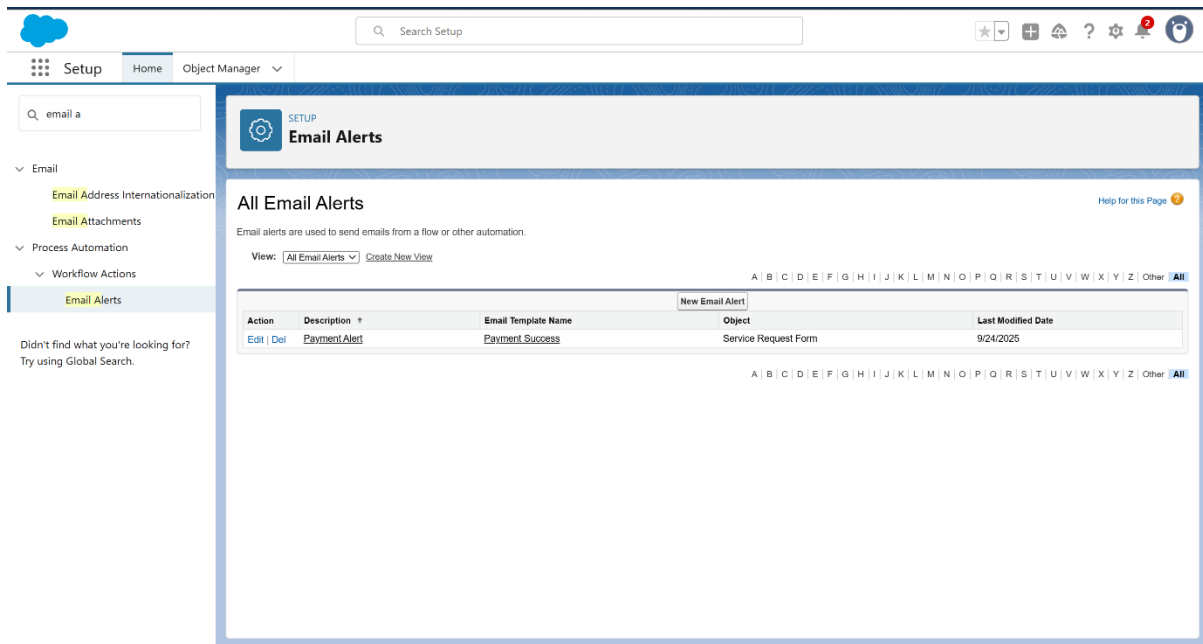 Search Setup
2
Setup
Home
Object Manager
email a
Email
Email Address Internationalization
Email Attachments
Process Automation
Workflow Actions
Email Alerts
Didn't find what you're looking for?
Try using Global Search.
SETUP
Email Alerts
All Email Alerts
Help for this Page ?
Email alerts are used to send emails from a flow or other automation.
View: All Email Alerts Create New View
A | B | C | D | E | F | G | H | I | J | K | L | M | N | O | P | Q | R | S | T | U | V | W | X | Y | Z | Other All
New Email Alert
Action Description ↑ Email Template Name Object Last Modified Date
Edit | Del Payment Alert Payment Success Service Request Form 9/24/2025
A | B | C | D | E | F | G | H | I | J | K | L | M | N | O | P | Q | R | S | T | U | V | W | X | Y | Z | Other All